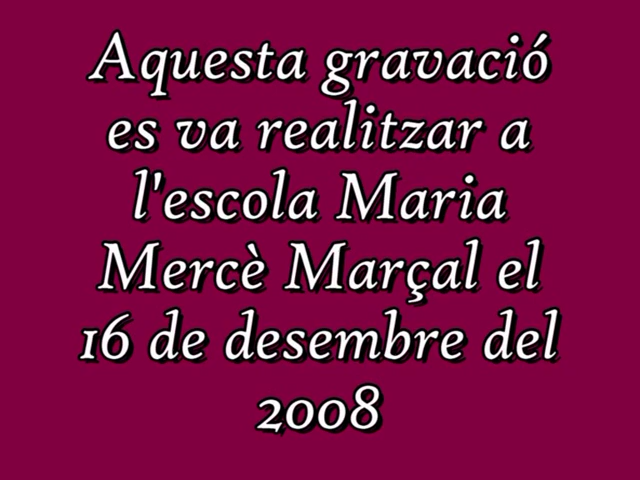 Aquesta gravació
es va realitzar a
l'escola Maria
Mercè Marçal el
16 de desembre del
2008